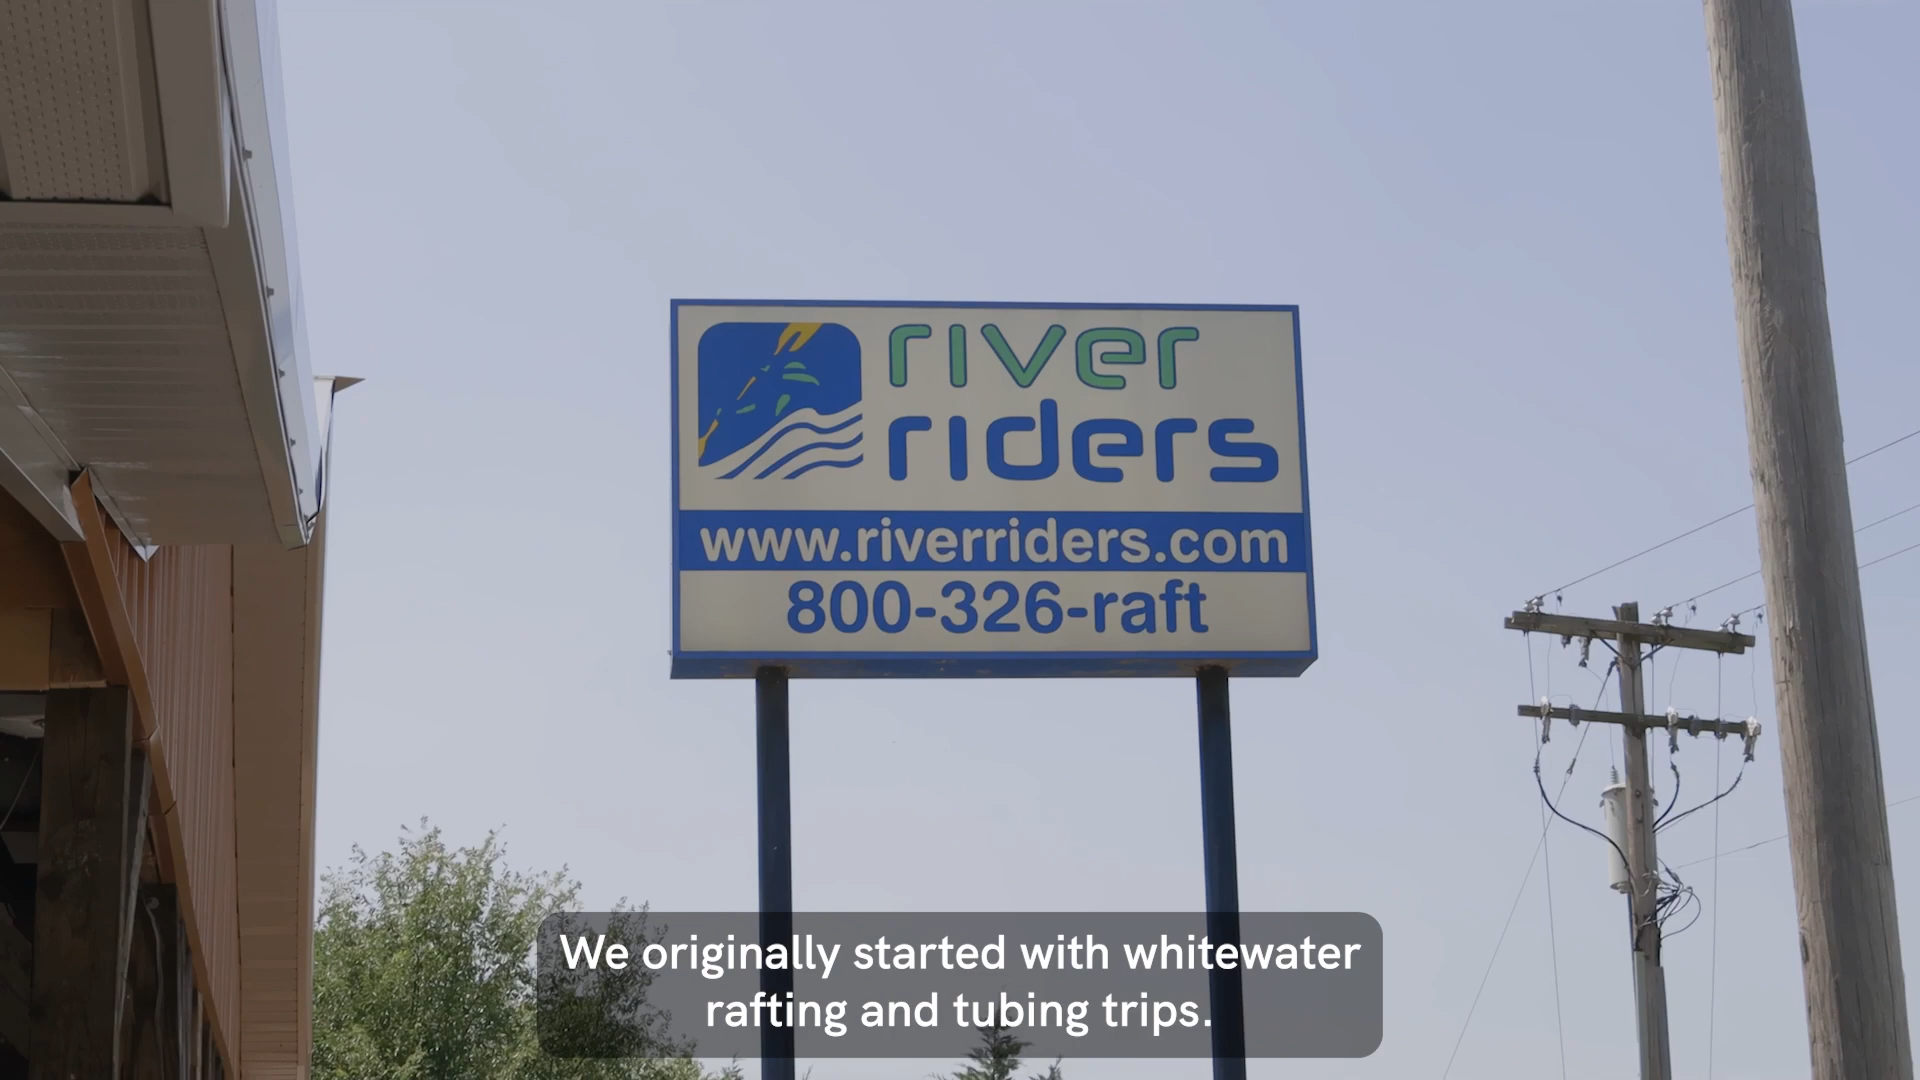 river
riders
www.riverriders.com
800-326-raft
We originally started with whitewater
rafting and tubing trips.